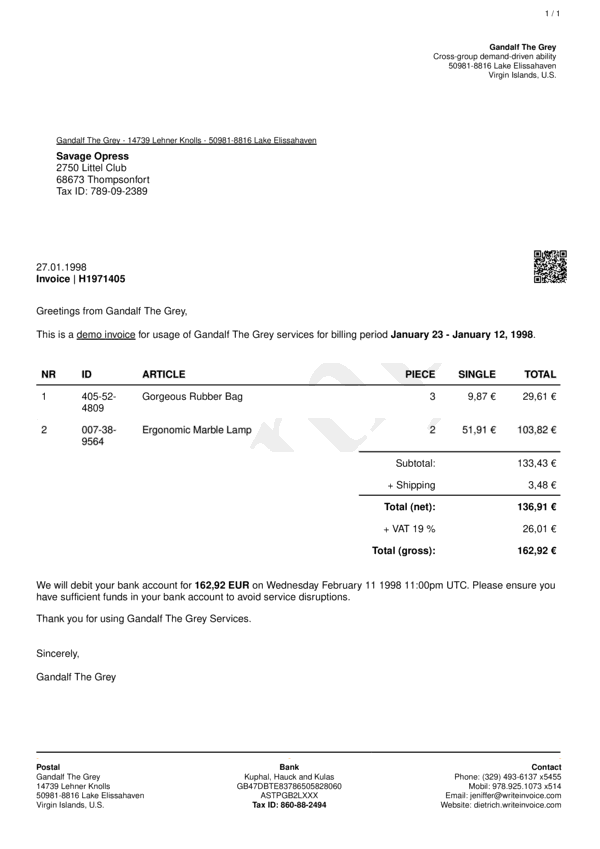 1 / 1
Gandalf The Grey
Cross-group demand-driven ability
50981-8816 Lake Elissahaven
Virgin Islands, U.S.
Gandalf The Grey - 14739 Lehner Knolls - 50981-8816 Lake Elissahaven
Savage Opress
2750 Littel Club
68673 Thompsonfort
Tax ID: 789-09-2389
27.01.1998
Invoice | H1971405
Greetings from Gandalf The Grey,
This is a demo invoice for usage of Gandalf The Grey services for billing period January 23 - January 12, 1998.
NR ID ARTICLE PIECE SINGLE TOTAL
1 405-52- Gorgeous Rubber Bag 3 9,87 € 29,61 €
4809
2 007-38- Ergonomic Marble Lamp 2 51,91 € 103,82 €
9564
Subtotal: 133,43 €
+ Shipping 3,48 €
Total (net): 136,91 €
+ VAT 19 % 26,01 €
Total (gross): 162,92 €
We will debit your bank account for 162,92 EUR on Wednesday February 11 1998 11:00pm UTC. Please ensure you
have sufficient funds in your bank account to avoid service disruptions.
Thank you for using Gandalf The Grey Services.
Sincerely,
Gandalf The Grey
Postal
Gandalf The Grey
14739 Lehner Knolls
50981-8816 Lake Elissahaven
Virgin Islands, U.S.
Bank
Kuphal, Hauck and Kulas
GB47DBTE83786505828060
ASTPGB2LXXX
Tax ID: 860-88-2494
Contact
Phone: (329) 493-6137 x5455
Mobil: 978.925.1073 x514
Email: jeniffer@writeinvoice.com
Website: dietrich.writeinvoice.com